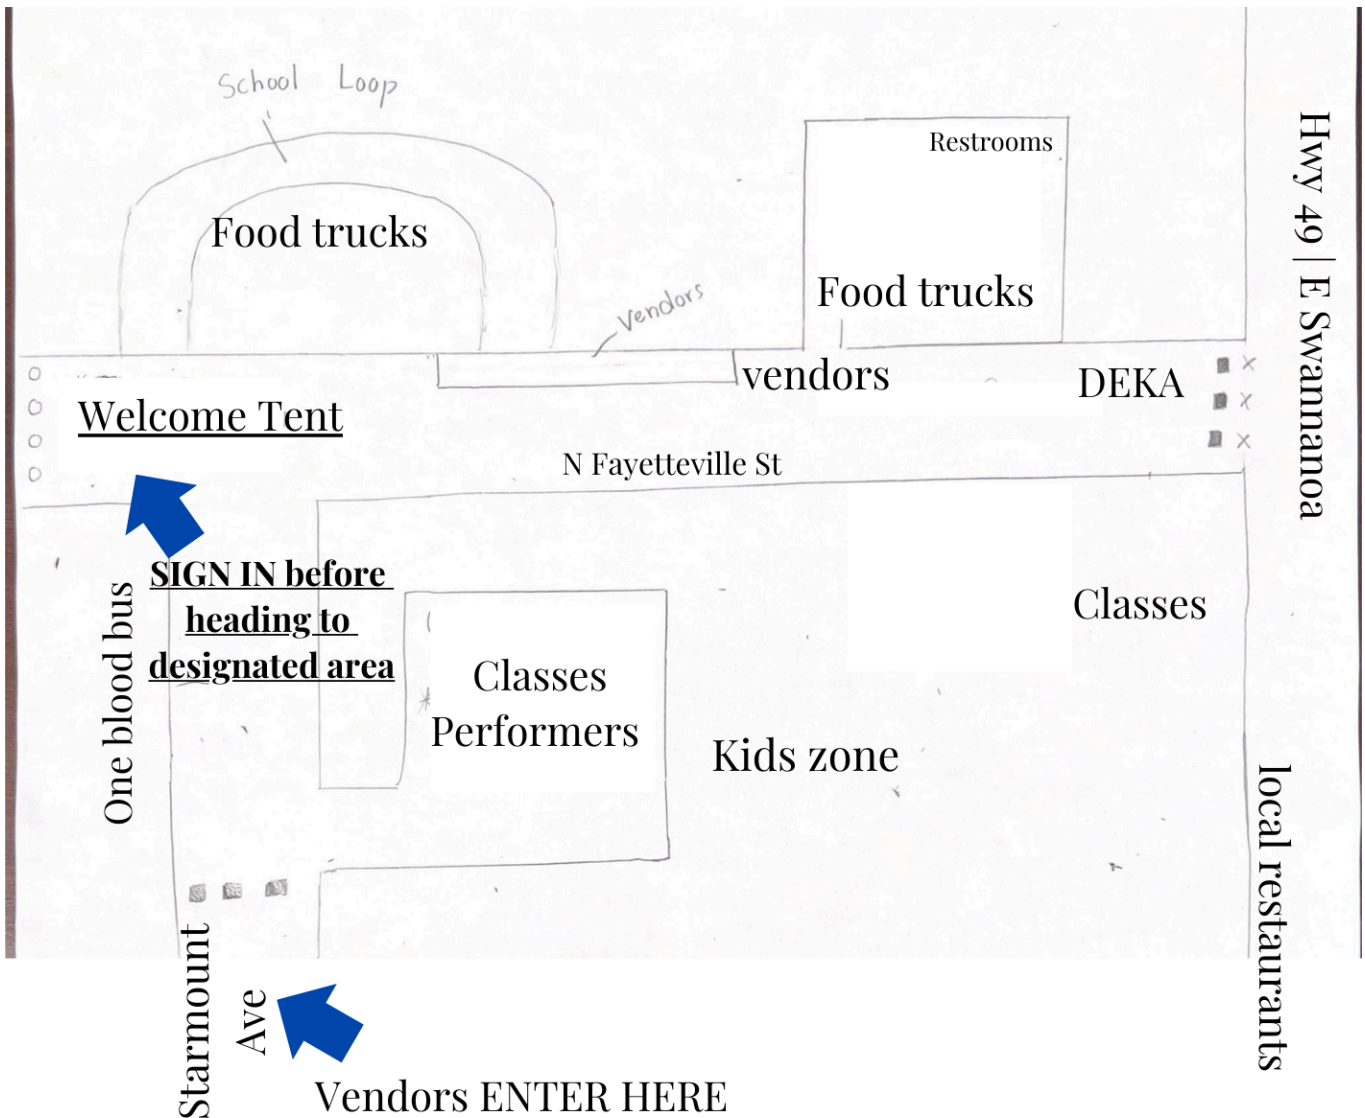 School Loop
Restrooms
Food trucks
Food trucks
Vendors
vendors
DEKA
Welcome Tent
N Fayetteville St
Hwy 49 | E Swannanoa
SIGN IN before
heading to
designated area
One blood bus
Classes
Classes
Performers
Kids zone
local restaurants
Starmount
Ave
Vendors ENTER HERE